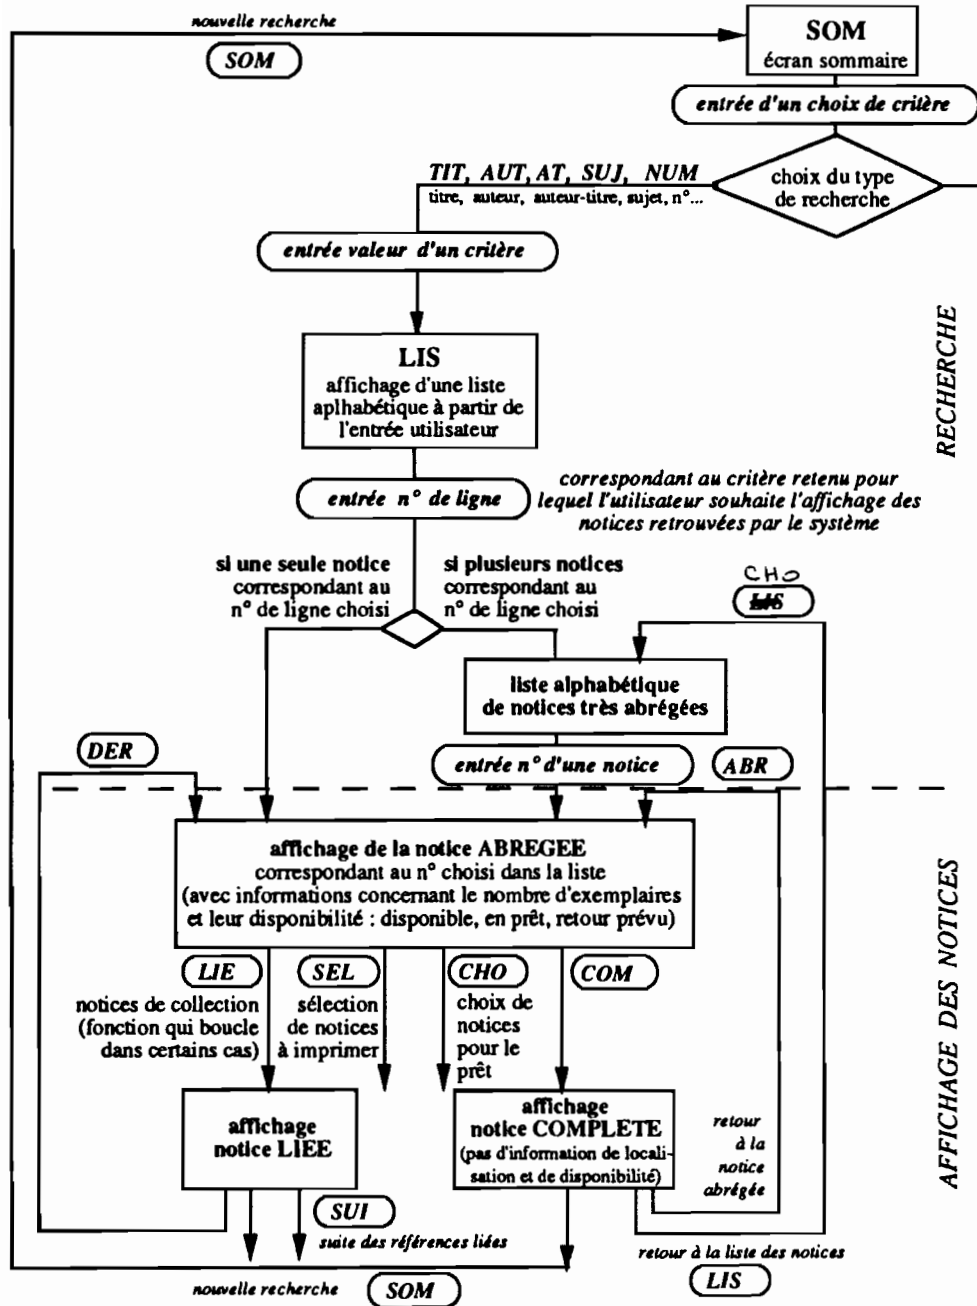 nouvelle recherche
SOM
SOM
écran sommaire
entrée d'un choix de critère
TIT, AUT, AT, SUJ, NUM
titre, auteur, auteur-titre, sujet, n°...
choix du type
de recherche
entrée valeur d'un critère
RECHERCHE
LIS
affichage d'une liste
aplhabétique à partir de
l'entrée utilisateur
entrée n° de ligne
correspondant au critère retenu pour
lequel l'utilisateur souhaite l'affichage des
notices retrouvées par le système
si une seule notice
correspondant au
n° de ligne choisi
si plusieurs notices
correspondant au
n° de ligne choisi
CHO
LIS
liste alphabétique
de notices très abrégées
DER
entrée n° d'une notice
ABR
affichage de la notice ABREGEE
correspondant au n° choisi dans la liste
(avec informations concernant le nombre d'exemplaires
et leur disponibilité : disponible, en prêt, retour prévu)
AFFICHAGE DES NOTICES
LIE
notices de collection
(fonction qui boucle
dans certains cas)
SEL
sélection
de notices
à imprimer
CHO
choix de
notices
pour le
prêt
COM
affichage
notice LIEE
affichage
notice COMPLETE
(pas d'information de locali-
sation et de disponibilité)
retour
à la
notice
abrégée
SUI
suite des références liées
retour à la liste des notices
LIS
nouvelle recherche
SOM